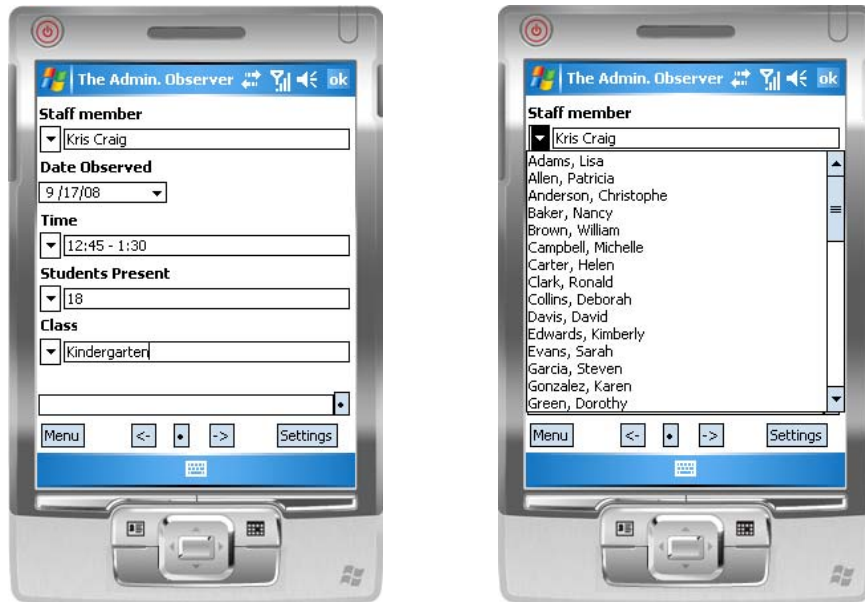 The Admin. Observer ok
Staff member
Kris Craig
Date Observed
9 /17/08
Time
12:45 - 1:30
Students Present
18
Class
Kindergarten
Menu <- • -> Settings
The Admin. Observer ok
Staff member
Kris Craig
Adams, Lisa
Allen, Patricia
Anderson, Christophe
Baker, Nancy
Brown, William
Campbell, Michelle
Carter, Helen
Clark, Ronald
Collins, Deborah
Davis, David
Edwards, Kimberly
Evans, Sarah
Garcia, Steven
Gonzalez, Karen
Green, Dorothy
Menu <- • -> Settings